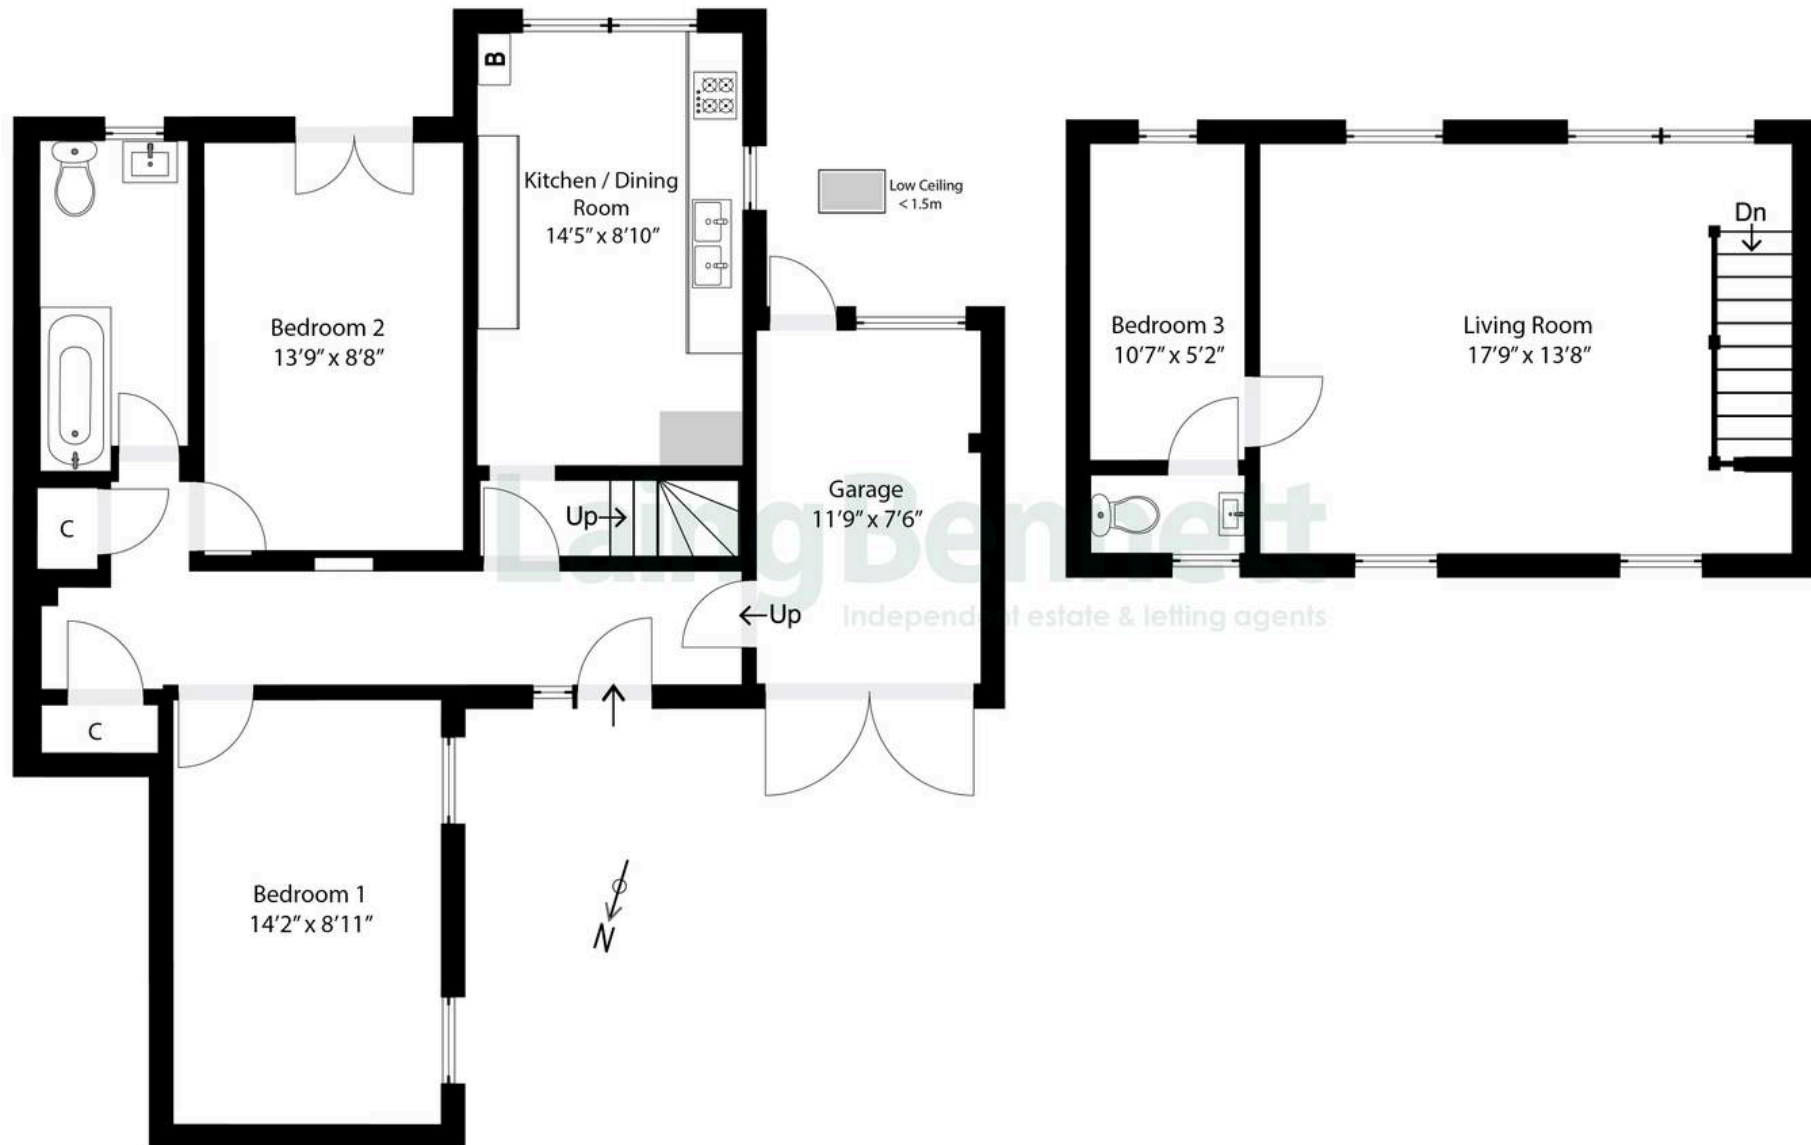 B
Kitchen / Dining
Room
14'5" x 8'10"
Low Ceiling
< 1.5m
Bedroom 2
13'9" x 8'8"
Garage
11'9" x 7'6"
Up
C
Up
C
Bedroom 1
14'2" x 8'11"
N
Bedroom 3
10'7" x 5'2"
Living Room
17'9" x 13'8"
Dn
LaingBennett
Independent estate & letting agents